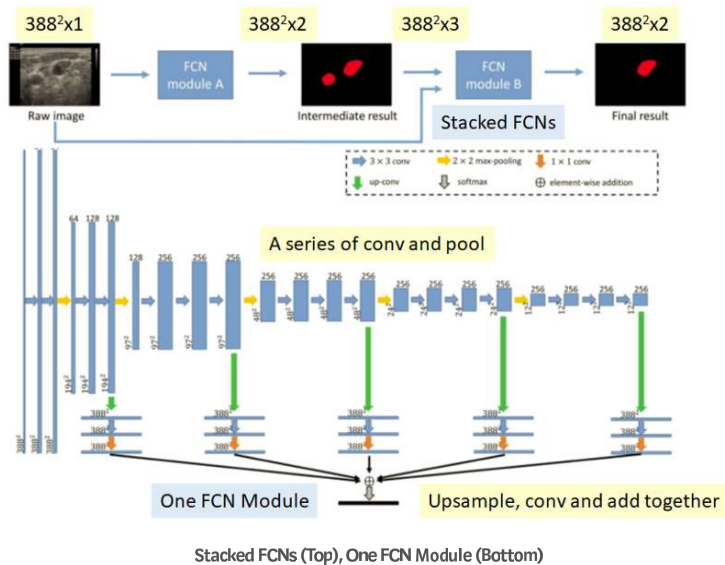 388²x1 388²x2 388²x3 388²x2
FCN module A
FCN module B
Raw image Intermediate result Final result
Stacked FCNs
3 × 3 conv 2 × 2 max-pooling 1 × 1 conv
up-conv softmax element-wise addition
A series of conv and pool
64 128 128
128 256 256 256
256 256 256 256
256 256 256 256
256 256 256 256
388² 388² 388²
194² 194² 194²
97² 97² 97² 97²
48² 48² 48² 48²
24² 24² 24² 24²
12² 12² 12² 12²
388² 388² 388² 388² 388²
388² 388² 388² 388² 388²
388² 388² 388² 388² 388²
One FCN Module
Upsample, conv and add together
Stacked FCNs (Top), One FCN Module (Bottom)